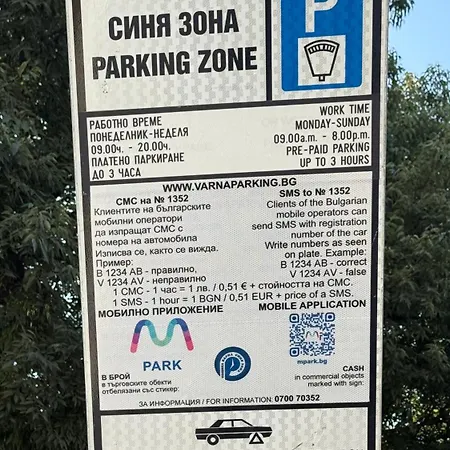 СИНЯ ЗОНА
PARKING ZONE
P
РАБОТНО ВРЕМЕ
ПОНЕДЕЛНИК-НЕДЕЛЯ
09.00ч. - 20.00ч.
ПЛАТЕНО ПАРКИРАНЕ
ДО 3 ЧАСА
WORK TIME
MONDAY-SUNDAY
09.00a.m. - 8.00p.m.
PRE-PAID PARKING
UP TO 3 HOURS
WWW.VARNAPARKING.BG
СМС на № 1352
Клиентите на българските
мобилни оператори
да изпращат СМС с
номера на автомобила
Изписва се, както се вижда.
Пример:
В 1234 АВ - правилно,
V 1234 AV - неправилно
SMS to № 1352
Clients of the Bulgarian
mobile operators can
send SMS with registration
number of the car
Write numbers as seen
on plate. Example:
B 1234 AB - correct
V 1234 AV - false
1 СМС - 1 час = 1 лв. / 0,51 € + стойността на СМС.
1 SMS - 1 hour = 1 BGN / 0,51 EUR + price of a SMS.
МОБИЛНО ПРИЛОЖЕНИЕ
MOBILE APPLICATION
PARK
mpark.bg
В БРОЙ
в търговските обекти
отбелязани със стикер:
CASH
in commercial objects
marked with sign:
ЗА ИНФОРМАЦИЯ / FOR INFORMATION: 0700 70352